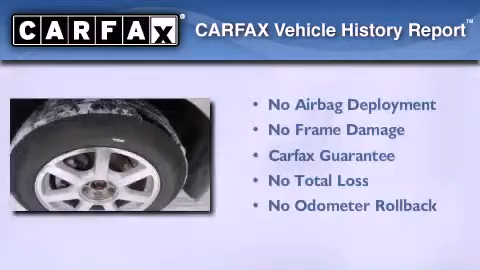 CARFAX® CARFAX Vehicle History Report™
• No Airbag Deployment
• No Frame Damage
• Carfax Guarantee
• No Total Loss
• No Odometer Rollback